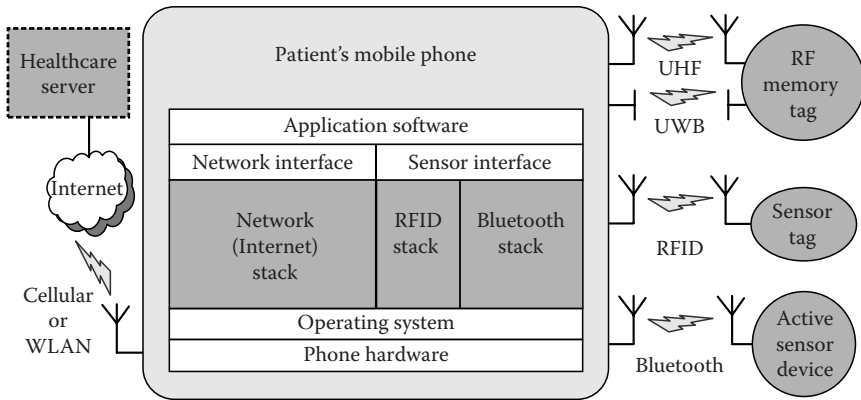 Healthcare
server
Internet
Cellular
or
WLAN
Patient's mobile phone
Application software
Network interface
Sensor interface
Network
(Internet)
stack
RFID
stack
Bluetooth
stack
Operating system
Phone hardware
UHF
UWB
RF
memory
tag
RFID
Sensor
tag
Bluetooth
Active
sensor
device